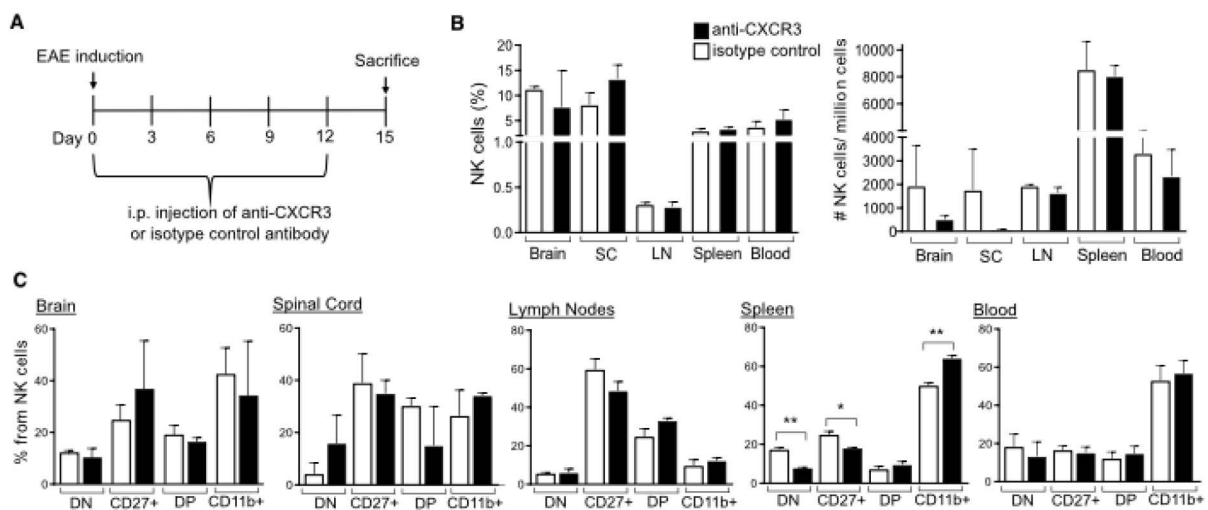 A
EAE induction
Sacrifice
Day 0 3 6 9 12 15
i.p. injection of anti-CXCR3
or isotype control antibody
B
anti-CXCR3
isotype control
NK cells (%)
20
15
10
5
1.0
0.5
0.0
Brain SC LN Spleen Blood
# NK cells/ million cells
10000
8000
6000
4000
3000
2000
1000
0
Brain SC LN Spleen Blood
C
Brain
% from NK cells
60
40
20
0
DN CD27+ DP CD11b+
Spinal Cord
60
40
20
0
DN CD27+ DP CD11b+
Lymph Nodes
80
60
40
20
0
DN CD27+ DP CD11b+
Spleen
80
60
40
20
0
** * **
DN CD27+ DP CD11b+
Blood
80
60
40
20
0
DN CD27+ DP CD11b+